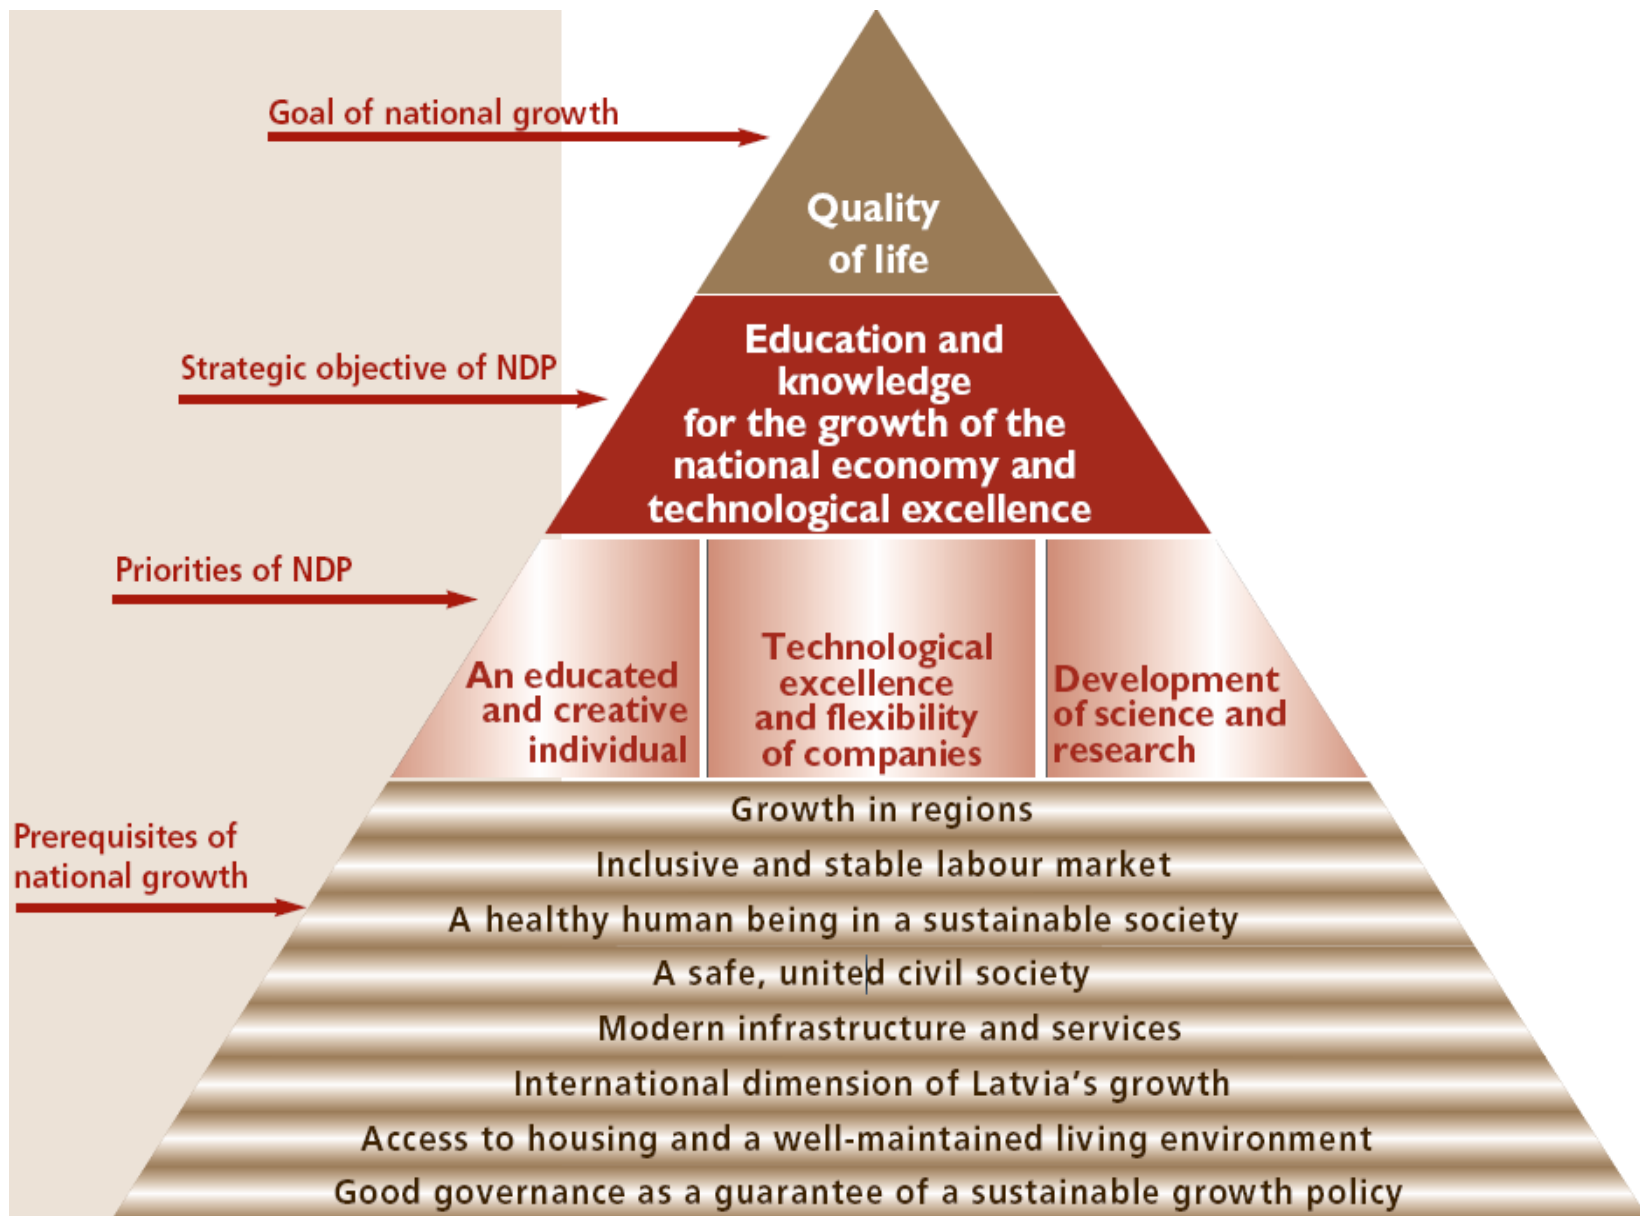 Goal of national growth
Quality
of life
Strategic objective of NDP
Education and
knowledge
for the growth of the
national economy and
technological excellence
Priorities of NDP
An educated
and creative
individual
Technological
excellence
and flexibility
of companies
Development
of science and
research
Prerequisites of
national growth
Growth in regions
Inclusive and stable labour market
A healthy human being in a sustainable society
A safe, united civil society
Modern infrastructure and services
International dimension of Latvia's growth
Access to housing and a well-maintained living environment
Good governance as a guarantee of a sustainable growth policy